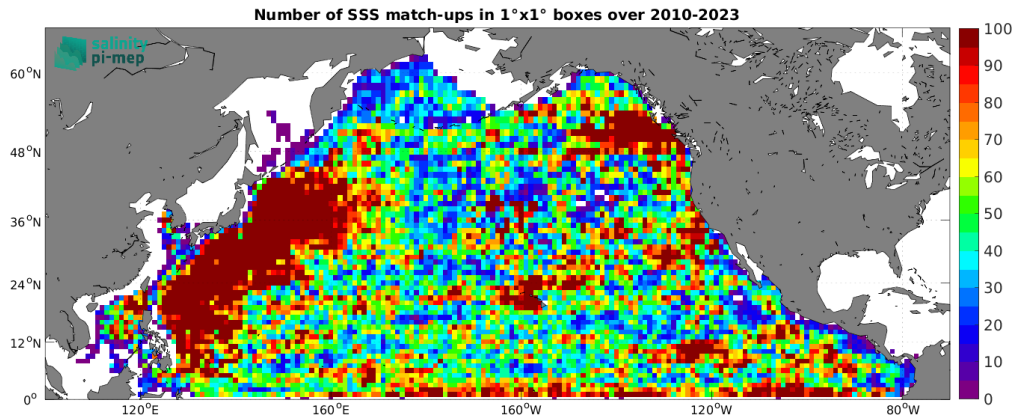 Number of SSS match-ups in 1°x1° boxes over 2010-2023
salinity
pi-mep
60°N
48°N
36°N
24°N
12°N
0°
120°E
160°E
160°W
120°W
80°W
100
90
80
70
60
50
40
30
20
10
0